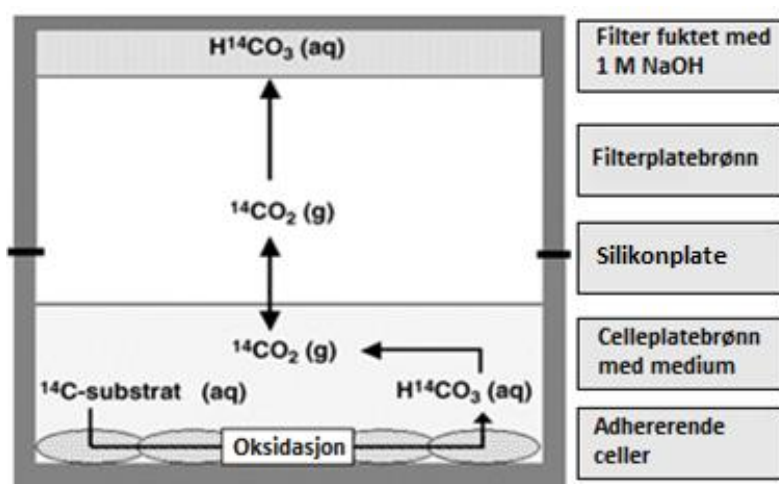 H¹⁴CO₃ (aq)
Filter fuktet med
1 M NaOH
Filterplatebrønn
¹⁴CO₂ (g)
Silikonplate
¹⁴CO₂ (g)
Celleplatebrønn
med medium
¹⁴C-substrat (aq)
H¹⁴CO₃ (aq)
Oksidasjon
Adhererende
celler